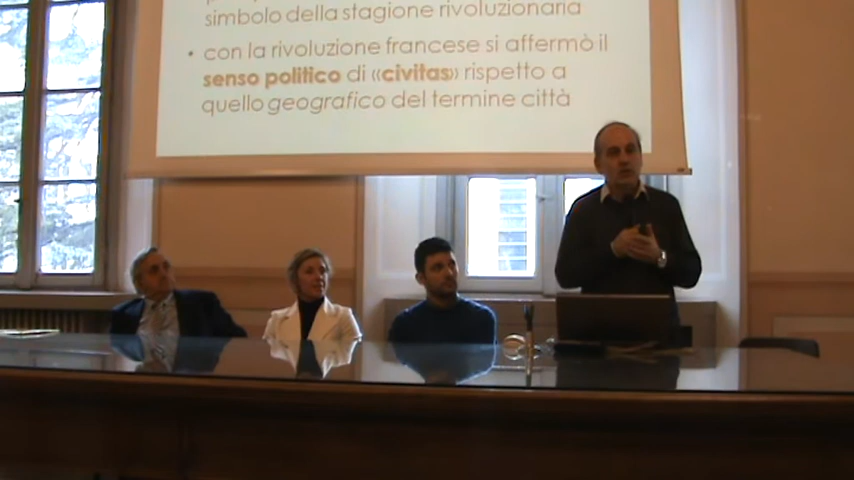 simbolo della stagione rivoluzionaria
• con la rivoluzione francese si affermò il
senso politico di «civitas» rispetto a
quello geografico del termine città